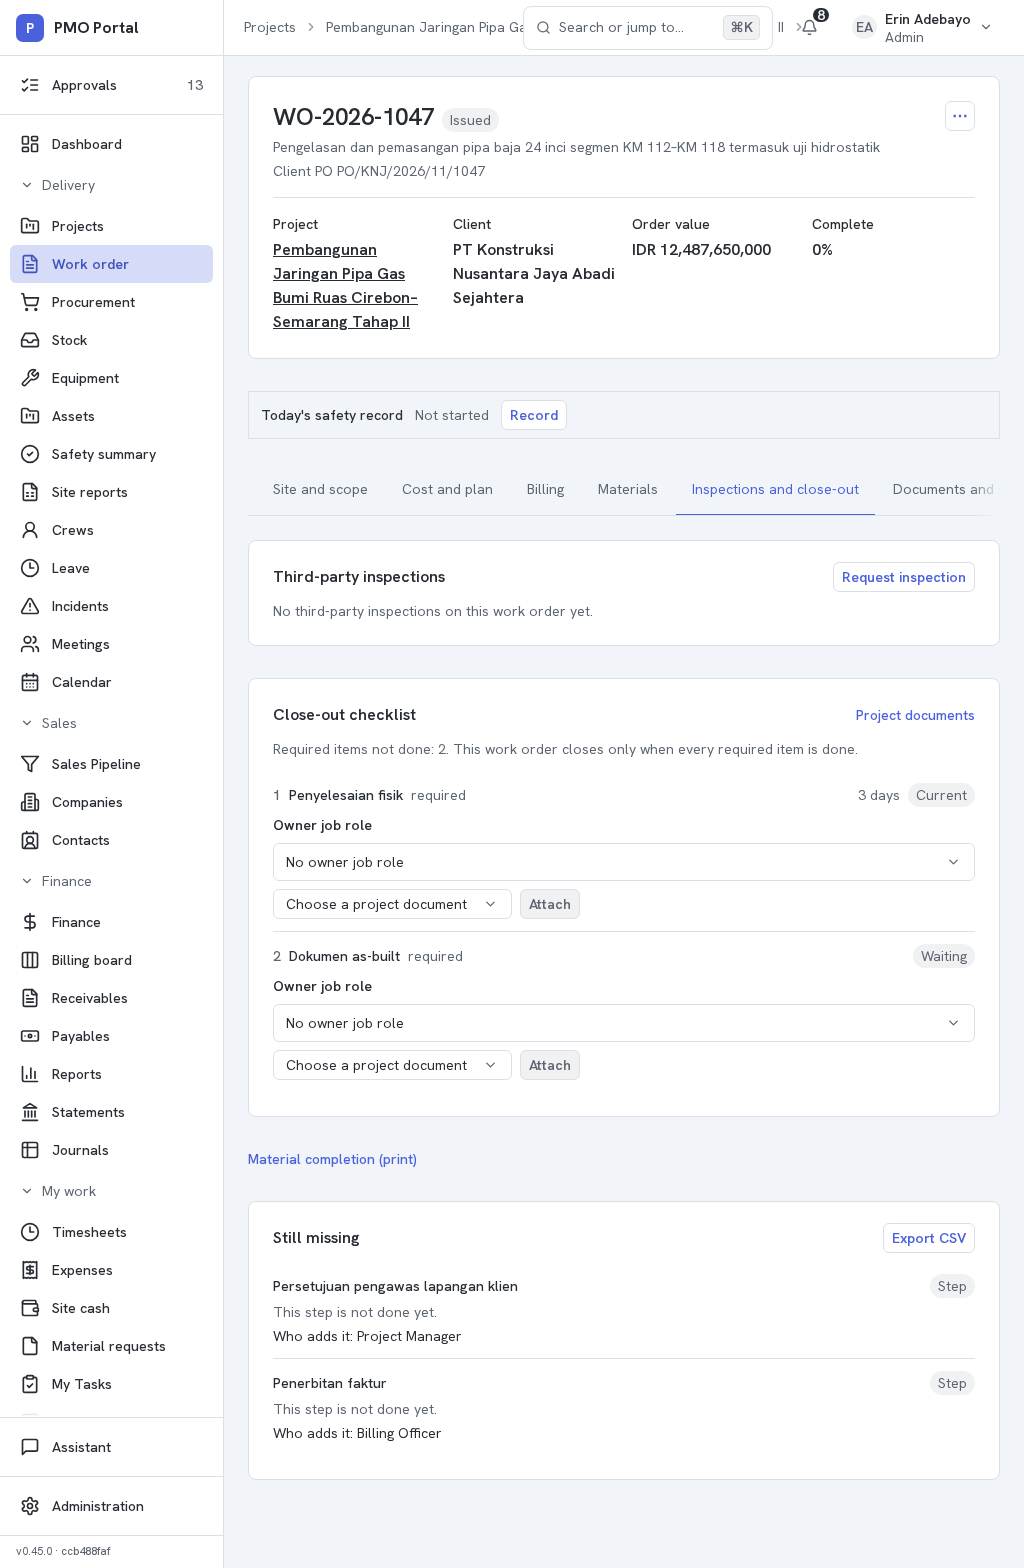 P PMO Portal
Projects
Pembangunan Jaringan Pipa Ga
Search or jump to...
⌘K
II
8
EA
Erin Adebayo
Admin
Approvals 13
Dashboard
Delivery
Projects
Work order
Procurement
Stock
Equipment
Assets
Safety summary
Site reports
Crews
Leave
Incidents
Meetings
Calendar
Sales
Sales Pipeline
Companies
Contacts
Finance
Finance
Billing board
Receivables
Payables
Reports
Statements
Journals
My work
Timesheets
Expenses
Site cash
Material requests
My Tasks
Assistant
Administration
v0.45.0 · ccb488faf
WO-2026-1047 Issued
Pengelasan dan pemasangan pipa baja 24 inci segmen KM 112–KM 118 termasuk uji hidrostatik
Client PO PO/KNJ/2026/11/1047
Project
Pembangunan
Jaringan Pipa Gas
Bumi Ruas Cirebon–
Semarang Tahap II
Client
PT Konstruksi
Nusantara Jaya Abadi
Sejahtera
Order value
IDR 12,487,650,000
Complete
0%
Today's safety record Not started Record
Site and scope Cost and plan Billing Materials Inspections and close-out Documents and
Third-party inspections Request inspection
No third-party inspections on this work order yet.
Close-out checklist Project documents
Required items not done: 2. This work order closes only when every required item is done.
1 Penyelesaian fisik required 3 days Current
Owner job role
No owner job role
Choose a project document Attach
2 Dokumen as-built required Waiting
Owner job role
No owner job role
Choose a project document Attach
Material completion (print)
Still missing Export CSV
Persetujuan pengawas lapangan klien Step
This step is not done yet.
Who adds it: Project Manager
Penerbitan faktur Step
This step is not done yet.
Who adds it: Billing Officer